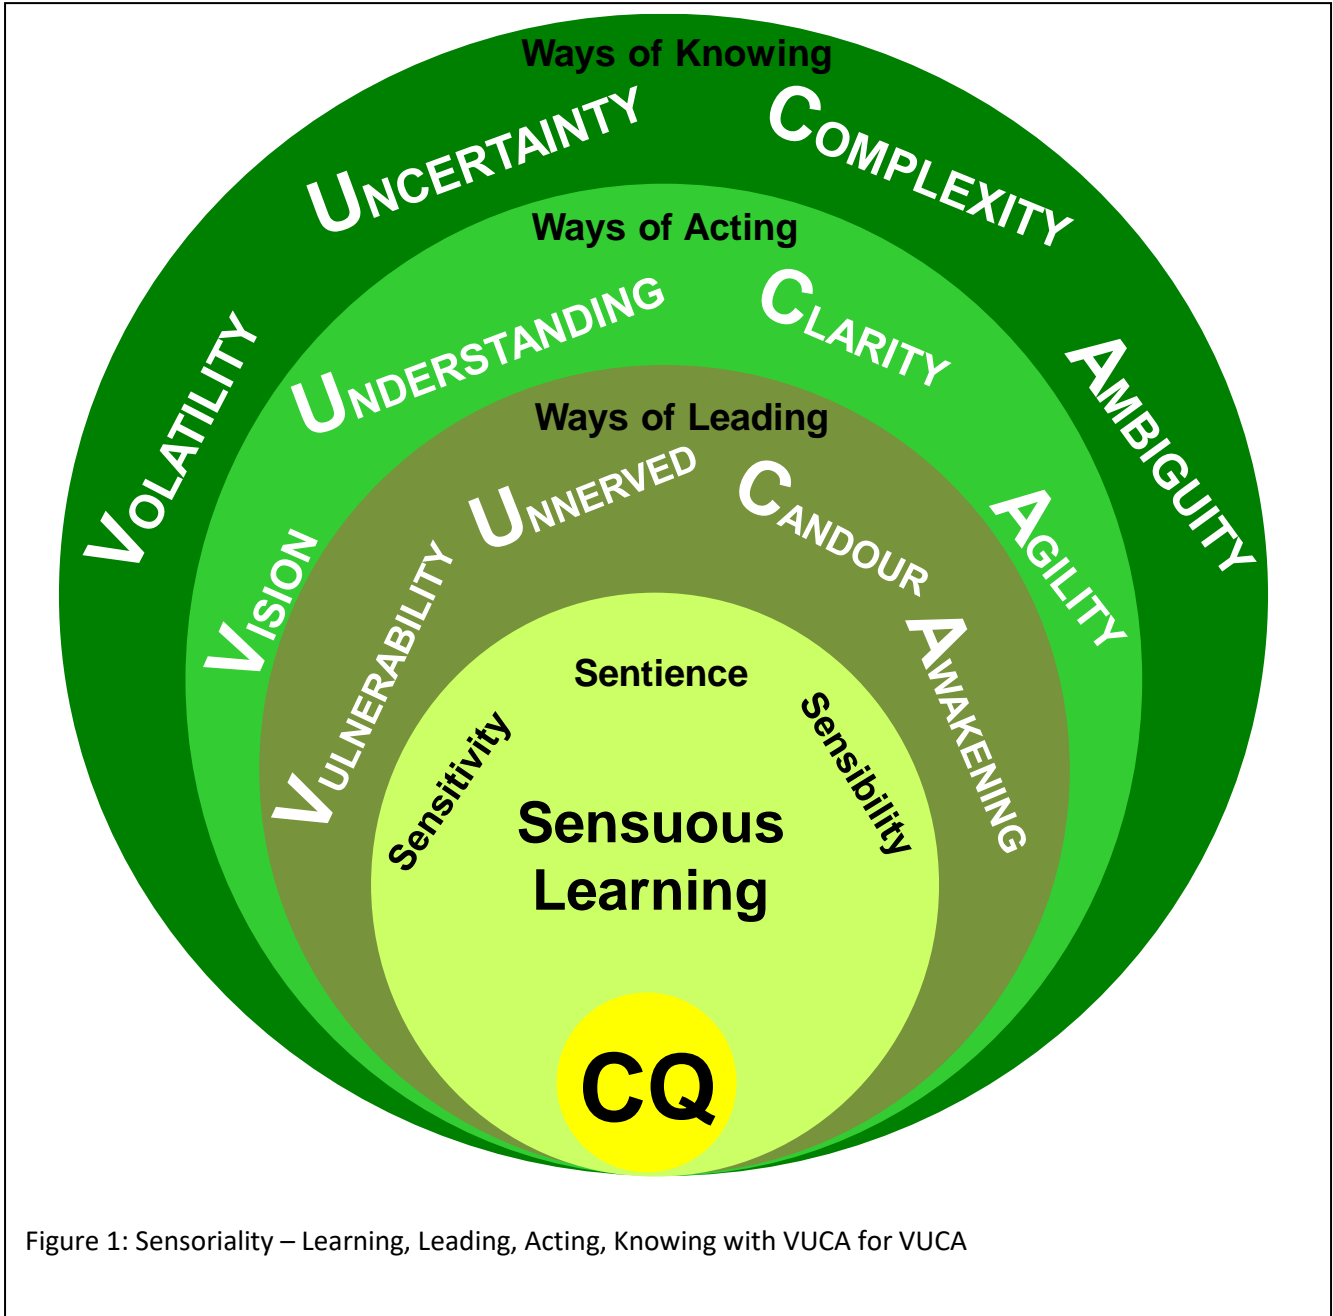 Ways of Knowing
VOLATILITY
UNCERTAINTY
COMPLEXITY
AMBIGUITY
Ways of Acting
VISION
UNDERSTANDING
CLARITY
AGILITY
Ways of Leading
VULNERABILITY
UNNERVED
CANDOUR
AWAKENING
Sensitivity
Sentience
Sensibility
Sensuous
Learning
CQ
Figure 1: Sensoriality – Learning, Leading, Acting, Knowing with VUCA for VUCA